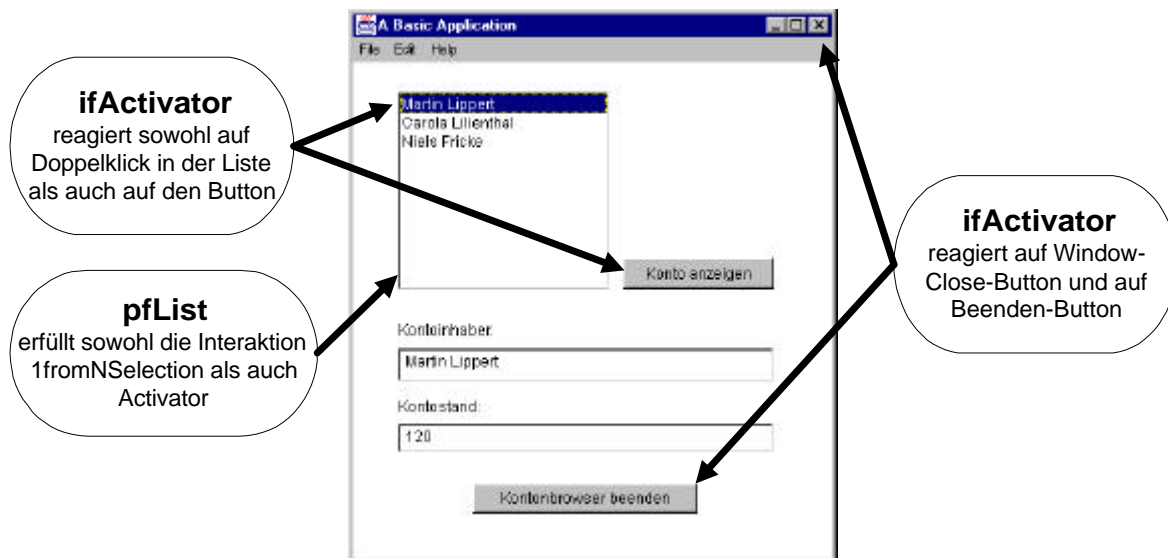 A Basic Application
File Edit Help
ifActivator
reagiert sowohl auf
Doppelklick in der Liste
als auch auf den Button
Martin Lippert
Carola Lilienthal
Niels Fricke
Konto anzeigen
ifActivator
reagiert auf Window-
Close-Button und auf
Beenden-Button
pfList
erfüllt sowohl die Interaktion
1fromNSelection als auch
Activator
Kontoinhaber:
Martin Lippert
Kontostand:
120
Kontenbrowser beenden